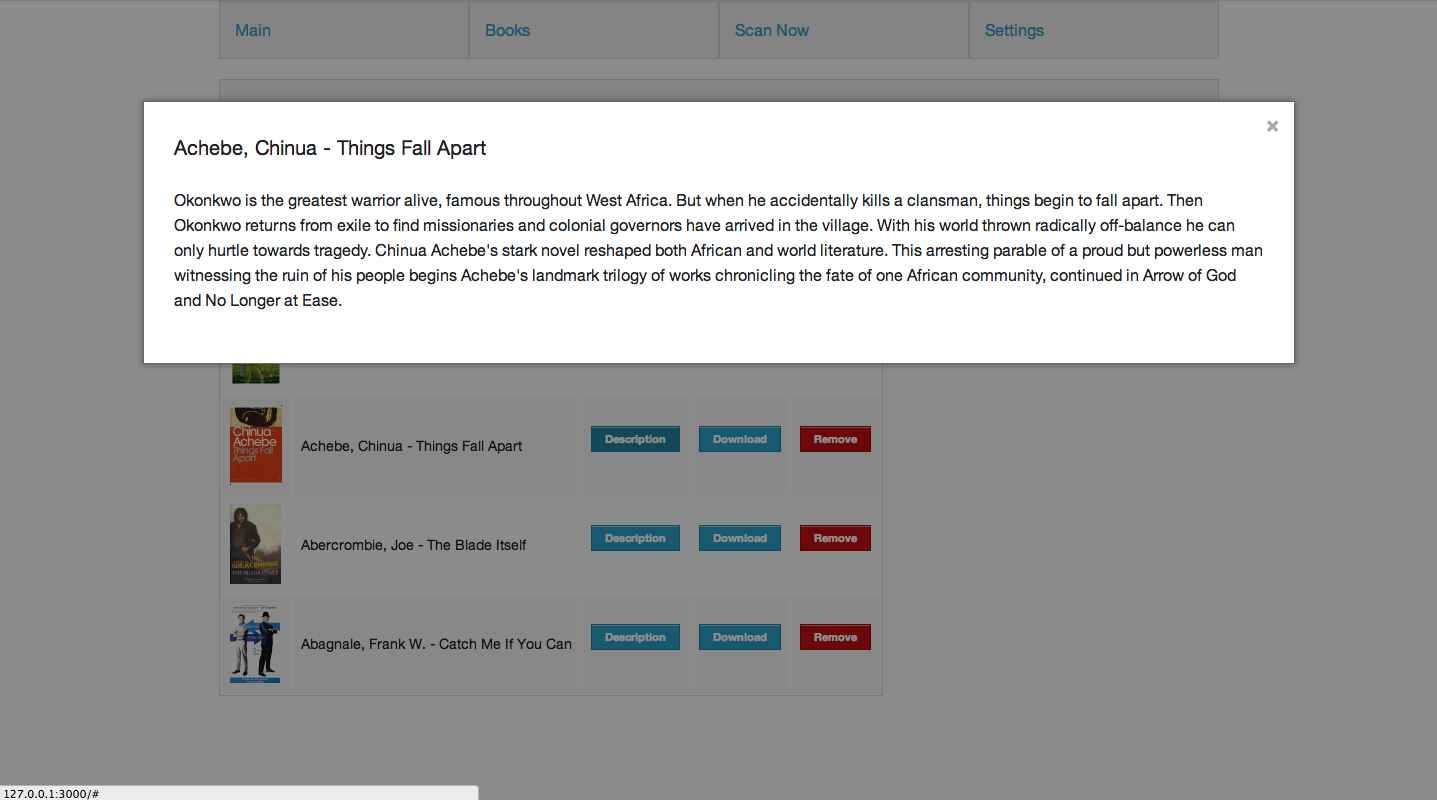 Main Books Scan Now Settings
×
Achebe, Chinua - Things Fall Apart
Okonkwo is the greatest warrior alive, famous throughout West Africa. But when he accidentally kills a clansman, things begin to fall apart. Then
Okonkwo returns from exile to find missionaries and colonial governors have arrived in the village. With his world thrown radically off-balance he can
only hurtle towards tragedy. Chinua Achebe's stark novel reshaped both African and world literature. This arresting parable of a proud but powerless man
witnessing the ruin of his people begins Achebe's landmark trilogy of works chronicling the fate of one African community, continued in Arrow of God
and No Longer at Ease.
Chinua
Achebe
Things Fall
Apart
Achebe, Chinua - Things Fall Apart Description Download Remove
ABERCROMBIE
THE BLADE ITSELF
Abercrombie, Joe - The Blade Itself Description Download Remove
Abagnale, Frank W. - Catch Me If You Can Description Download Remove
127.0.0.1:3000/#